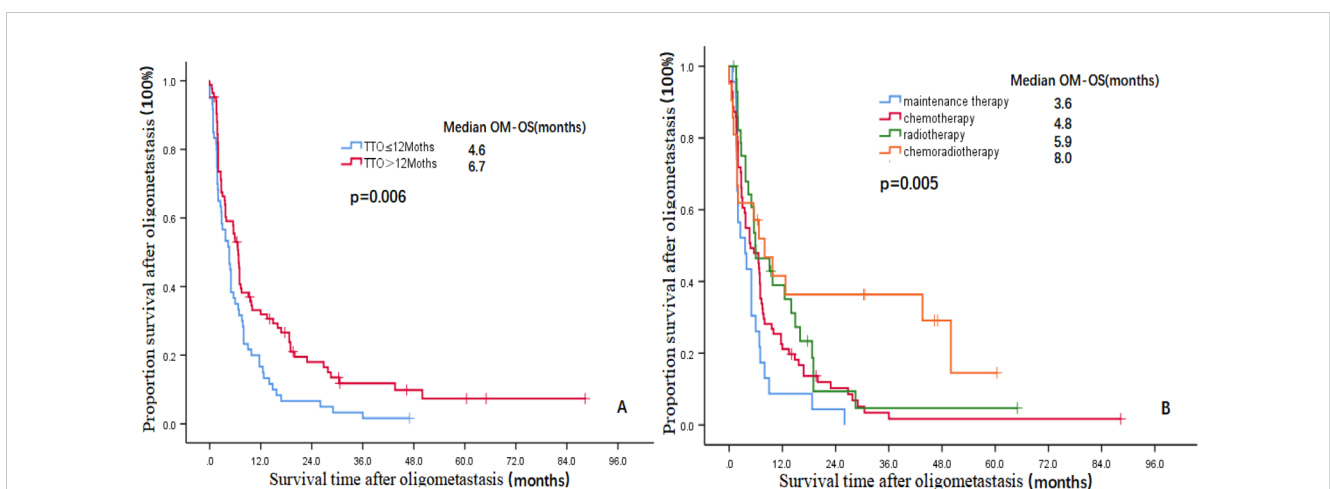 Median OM-OS(months)
TTO≤12Moths 4.6
TTO＞12Moths 6.7
p=0.006
Proportion survival after oligometastasis (100%)
1.0
0.8
0.6
0.4
0.2
0.0
A
.0 12.0 24.0 36.0 48.0 60.0 72.0 84.0 96.0
Survival time after oligometastasis (months)
Median OM-OS(months)
maintenance therapy 3.6
chemotherapy 4.8
radiotherapy 5.9
chemoradiotherapy 8.0
p=0.005
Proportion survival after oligometastasis (100%)
1.0
0.8
0.6
0.4
0.2
0.0
B
.0 12.0 24.0 36.0 48.0 60.0 72.0 84.0 96.0
Survival time after oligometastasis (months)